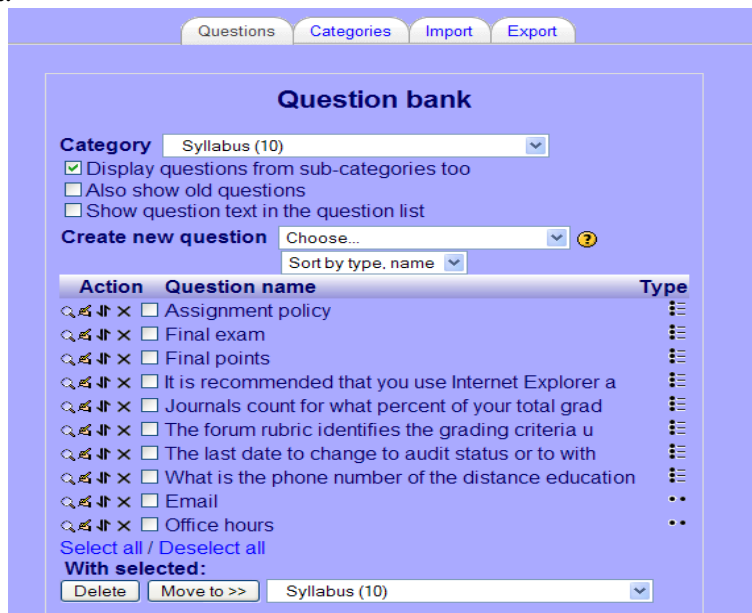 Questions Categories Import Export
Question bank
Category Syllabus (10)
Display questions from sub-categories too
Also show old questions
Show question text in the question list
Create new question Choose... ?
Sort by type, name
Action Question name Type
Assignment policy
Final exam
Final points
It is recommended that you use Internet Explorer a
Journals count for what percent of your total grad
The forum rubric identifies the grading criteria u
The last date to change to audit status or to with
What is the phone number of the distance education
Email
Office hours
Select all / Deselect all
With selected:
Delete Move to >> Syllabus (10)